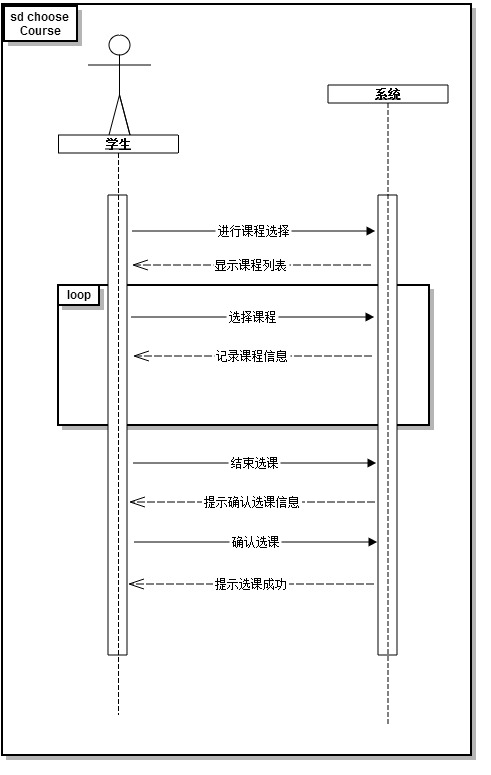 sd choose
Course
系统
学生
进行课程选择
显示课程列表
loop
选择课程
记录课程信息
结束选课
提示确认选课信息
确认选课
提示选课成功